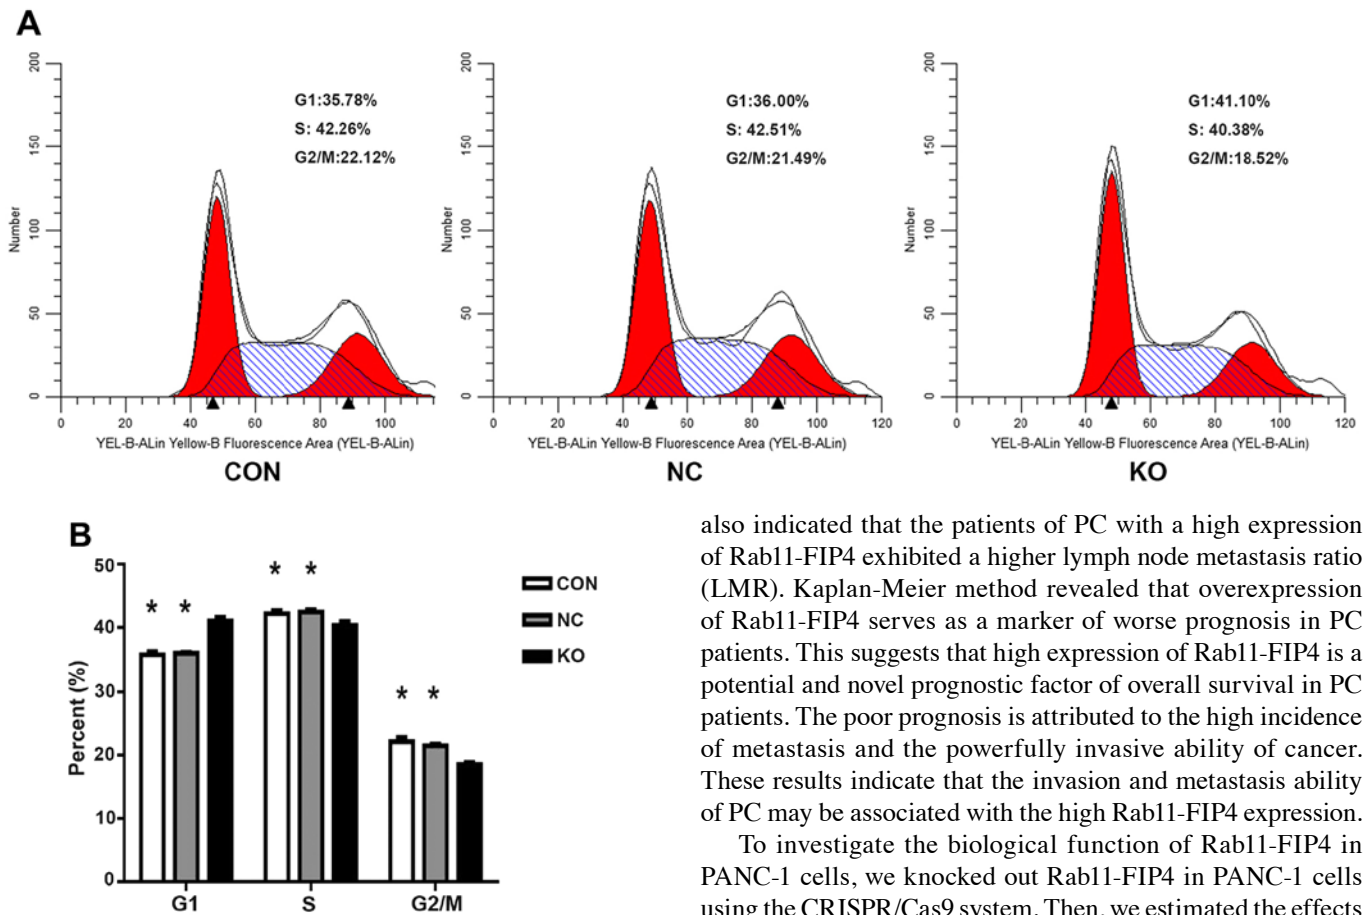 A
200
150
100
50
0
Number
G1:35.78%
S: 42.26%
G2/M:22.12%
0 20 40 60 80 100
YEL-B-ALin Yellow-B Fluorescence Area (YEL-B-ALin)
CON
200
150
100
50
0
Number
G1:36.00%
S: 42.51%
G2/M:21.49%
0 20 40 60 80 100 120
YEL-B-ALin Yellow-B Fluorescence Area (YEL-B-ALin)
NC
200
150
100
50
0
Number
G1:41.10%
S: 40.38%
G2/M:18.52%
0 20 40 60 80 100 120
YEL-B-ALin Yellow-B Fluorescence Area (YEL-B-ALin)
KO
B
50
40
30
20
10
0
Percent (%)
* *
* *
* *
G1 S G2/M
CON
NC
KO
also indicated that the patients of PC with a high expression
of Rab11-FIP4 exhibited a higher lymph node metastasis ratio
(LMR). Kaplan-Meier method revealed that overexpression
of Rab11-FIP4 serves as a marker of worse prognosis in PC
patients. This suggests that high expression of Rab11-FIP4 is a
potential and novel prognostic factor of overall survival in PC
patients. The poor prognosis is attributed to the high incidence
of metastasis and the powerfully invasive ability of cancer.
These results indicate that the invasion and metastasis ability
of PC may be associated with the high Rab11-FIP4 expression.
To investigate the biological function of Rab11-FIP4 in
PANC-1 cells, we knocked out Rab11-FIP4 in PANC-1 cells
using the CRISPR/Cas9 system. Then, we estimated the effects